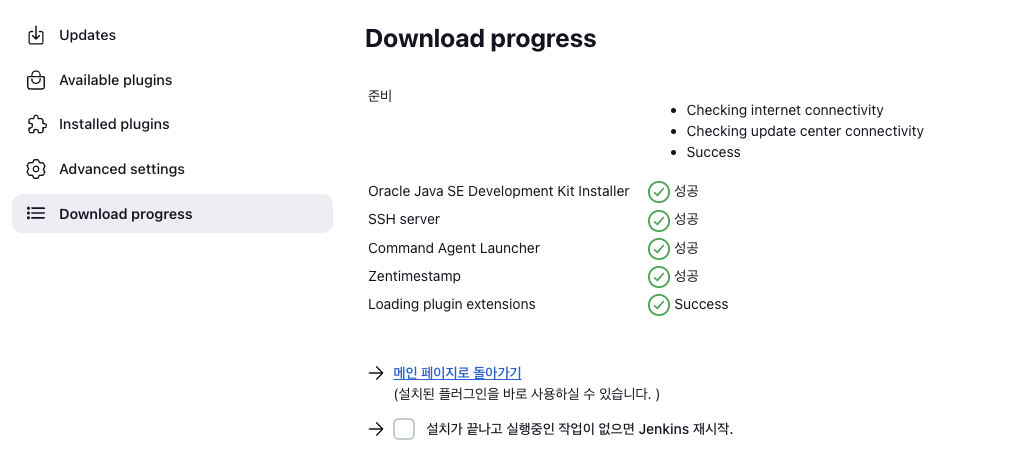 Updates
Available plugins
Installed plugins
Advanced settings
Download progress
Download progress
준비
Checking internet connectivity
Checking update center connectivity
Success
Oracle Java SE Development Kit Installer 성공
SSH server 성공
Command Agent Launcher 성공
Zentimestamp 성공
Loading plugin extensions Success
메인 페이지로 돌아가기
(설치된 플러그인을 바로 사용하실 수 있습니다. )
설치가 끝나고 실행중인 작업이 없으면 Jenkins 재시작.